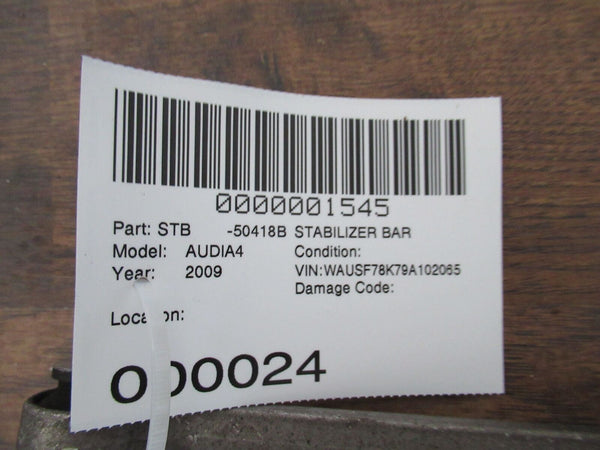 0000001545
Part: STB -50418B STABILIZER BAR
Model: AUDIA4 Condition:
Year: 2009 VIN:WAUSF78K79A102065
Damage Code:
Location:
000024